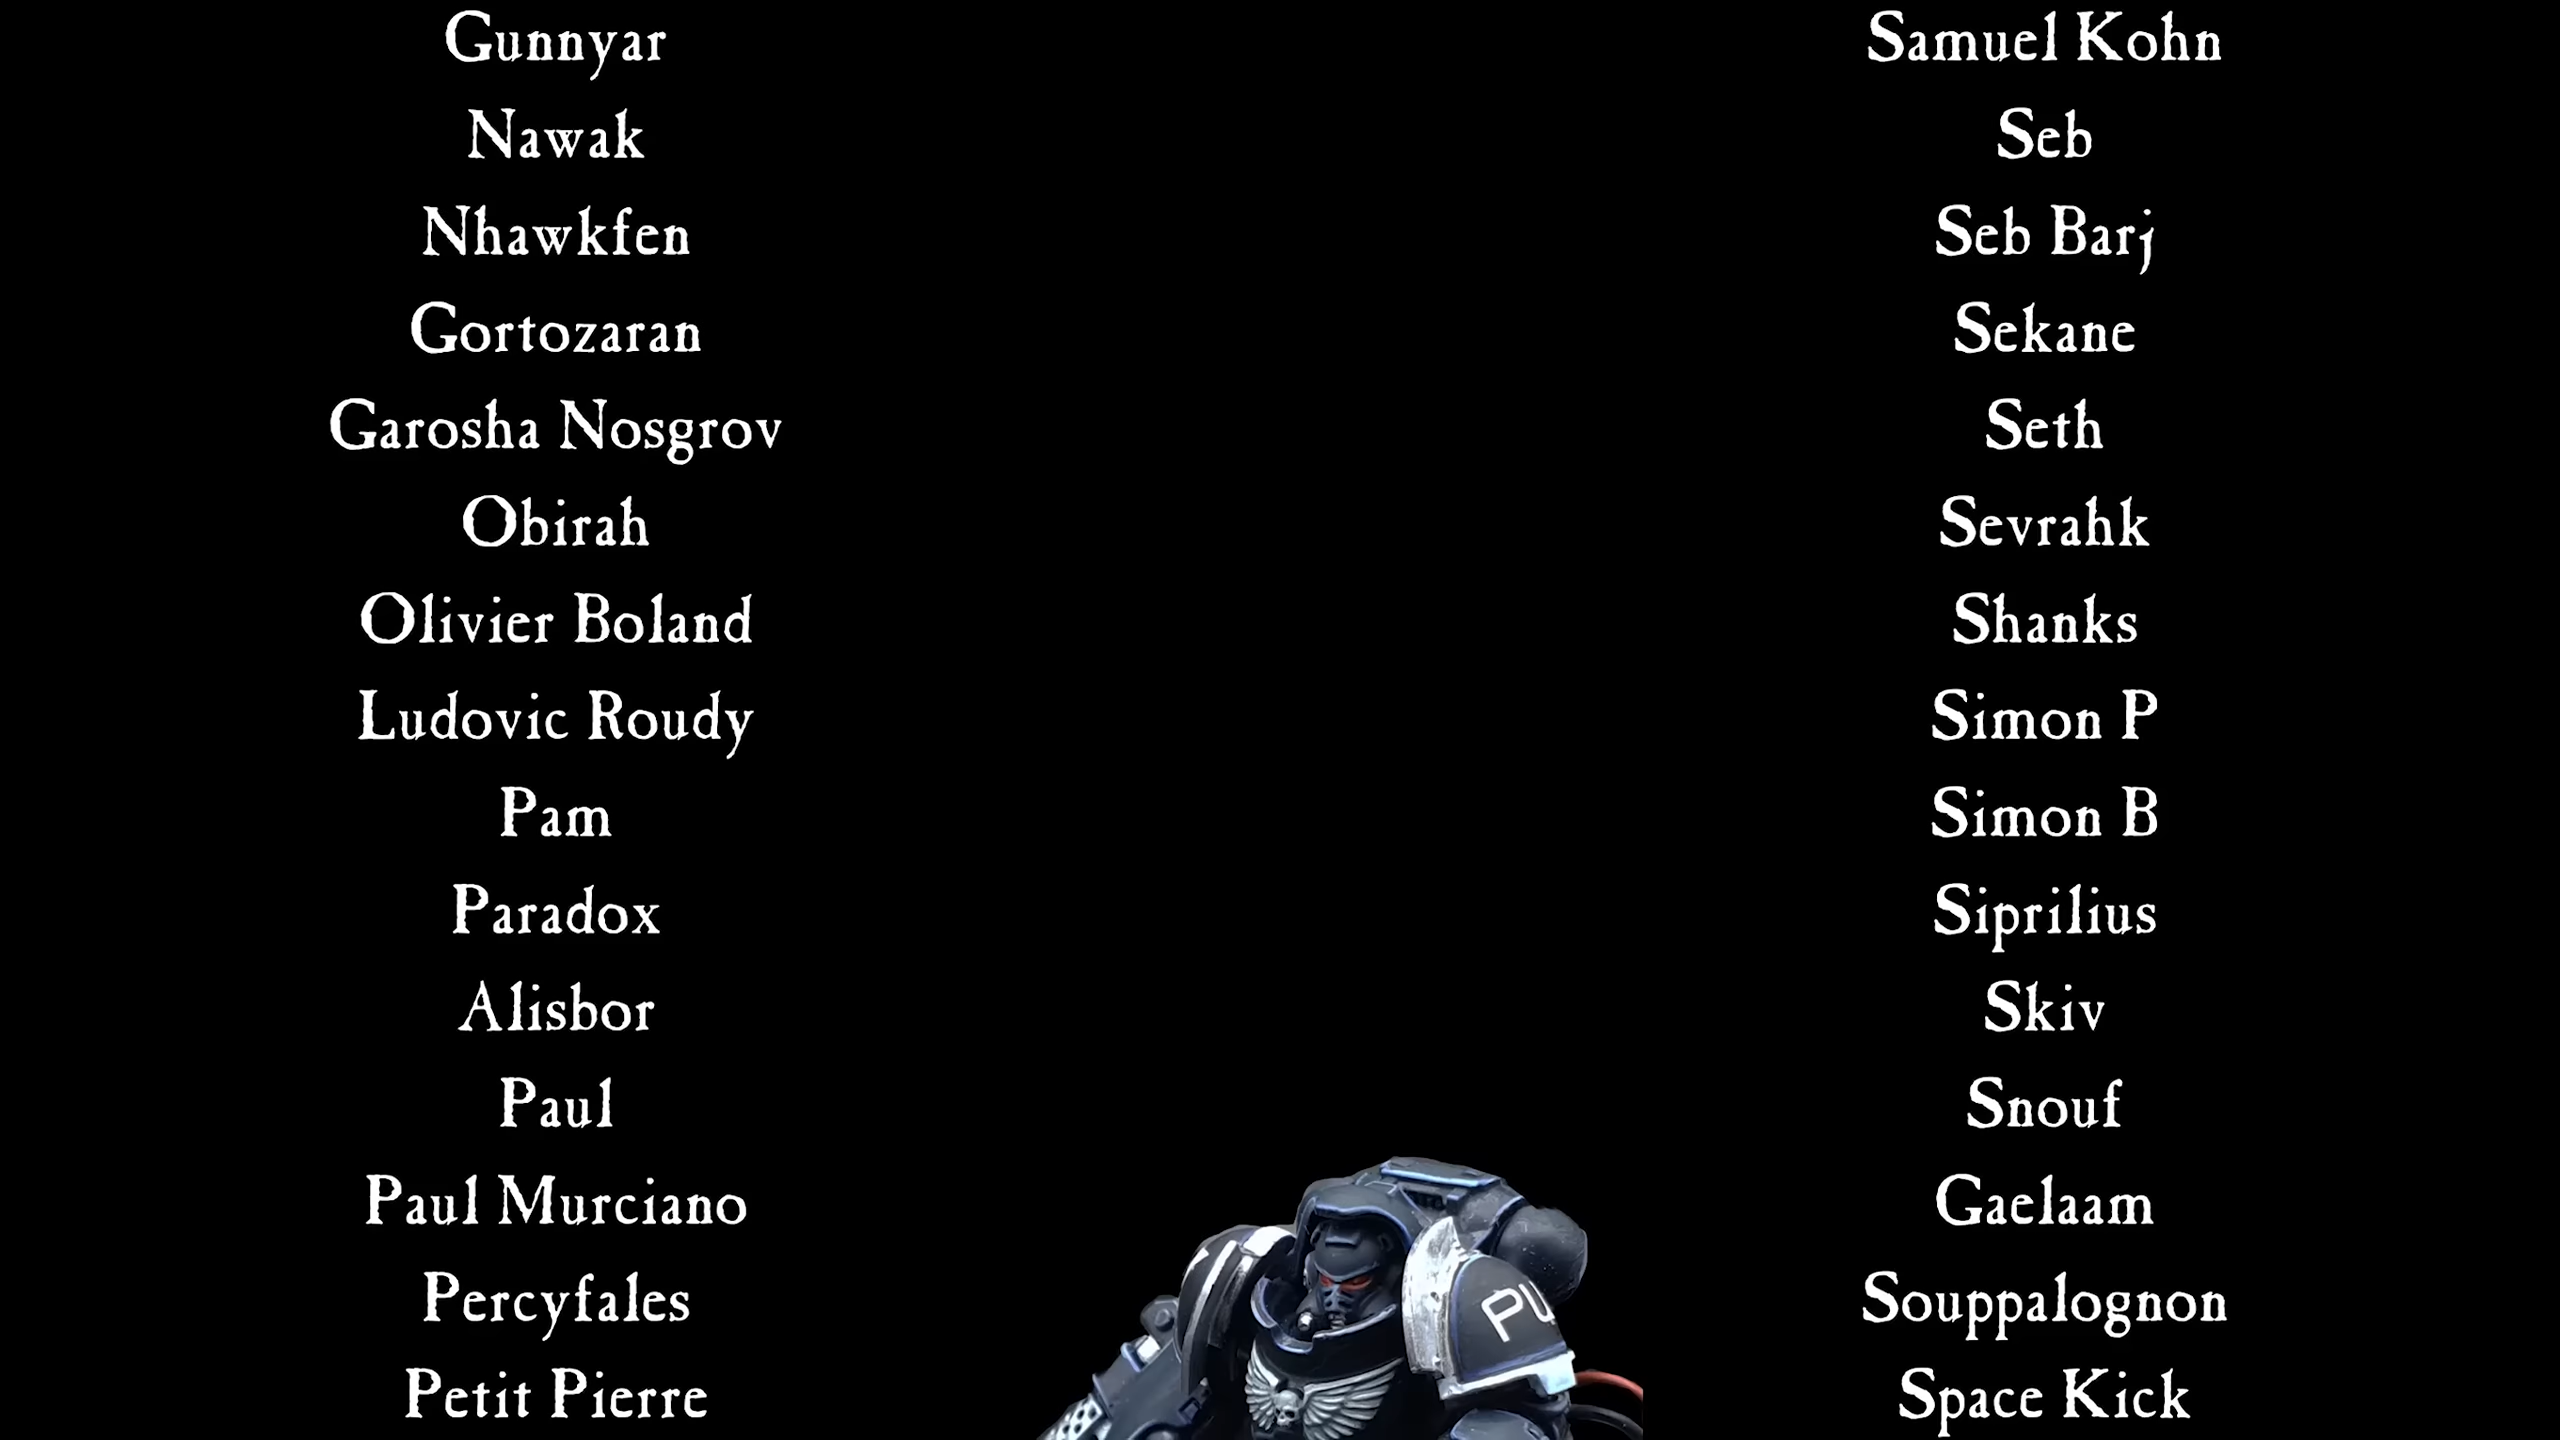 Gunnyar
Nawak
Nhawkfen
Gortozaran
Garosha Nosgrov
Obirah
Olivier Boland
Ludovic Roudy
Pam
Paradox
Alisbor
Paul
Paul Murciano
Percyfales
Petit Pierre
Samuel Kohn
Seb
Seb Barj
Sekane
Seth
Sevrahk
Shanks
Simon P
Simon B
Siprilius
Skiv
Snouf
Gaelaam
Souppalognon
Space Kick
PU